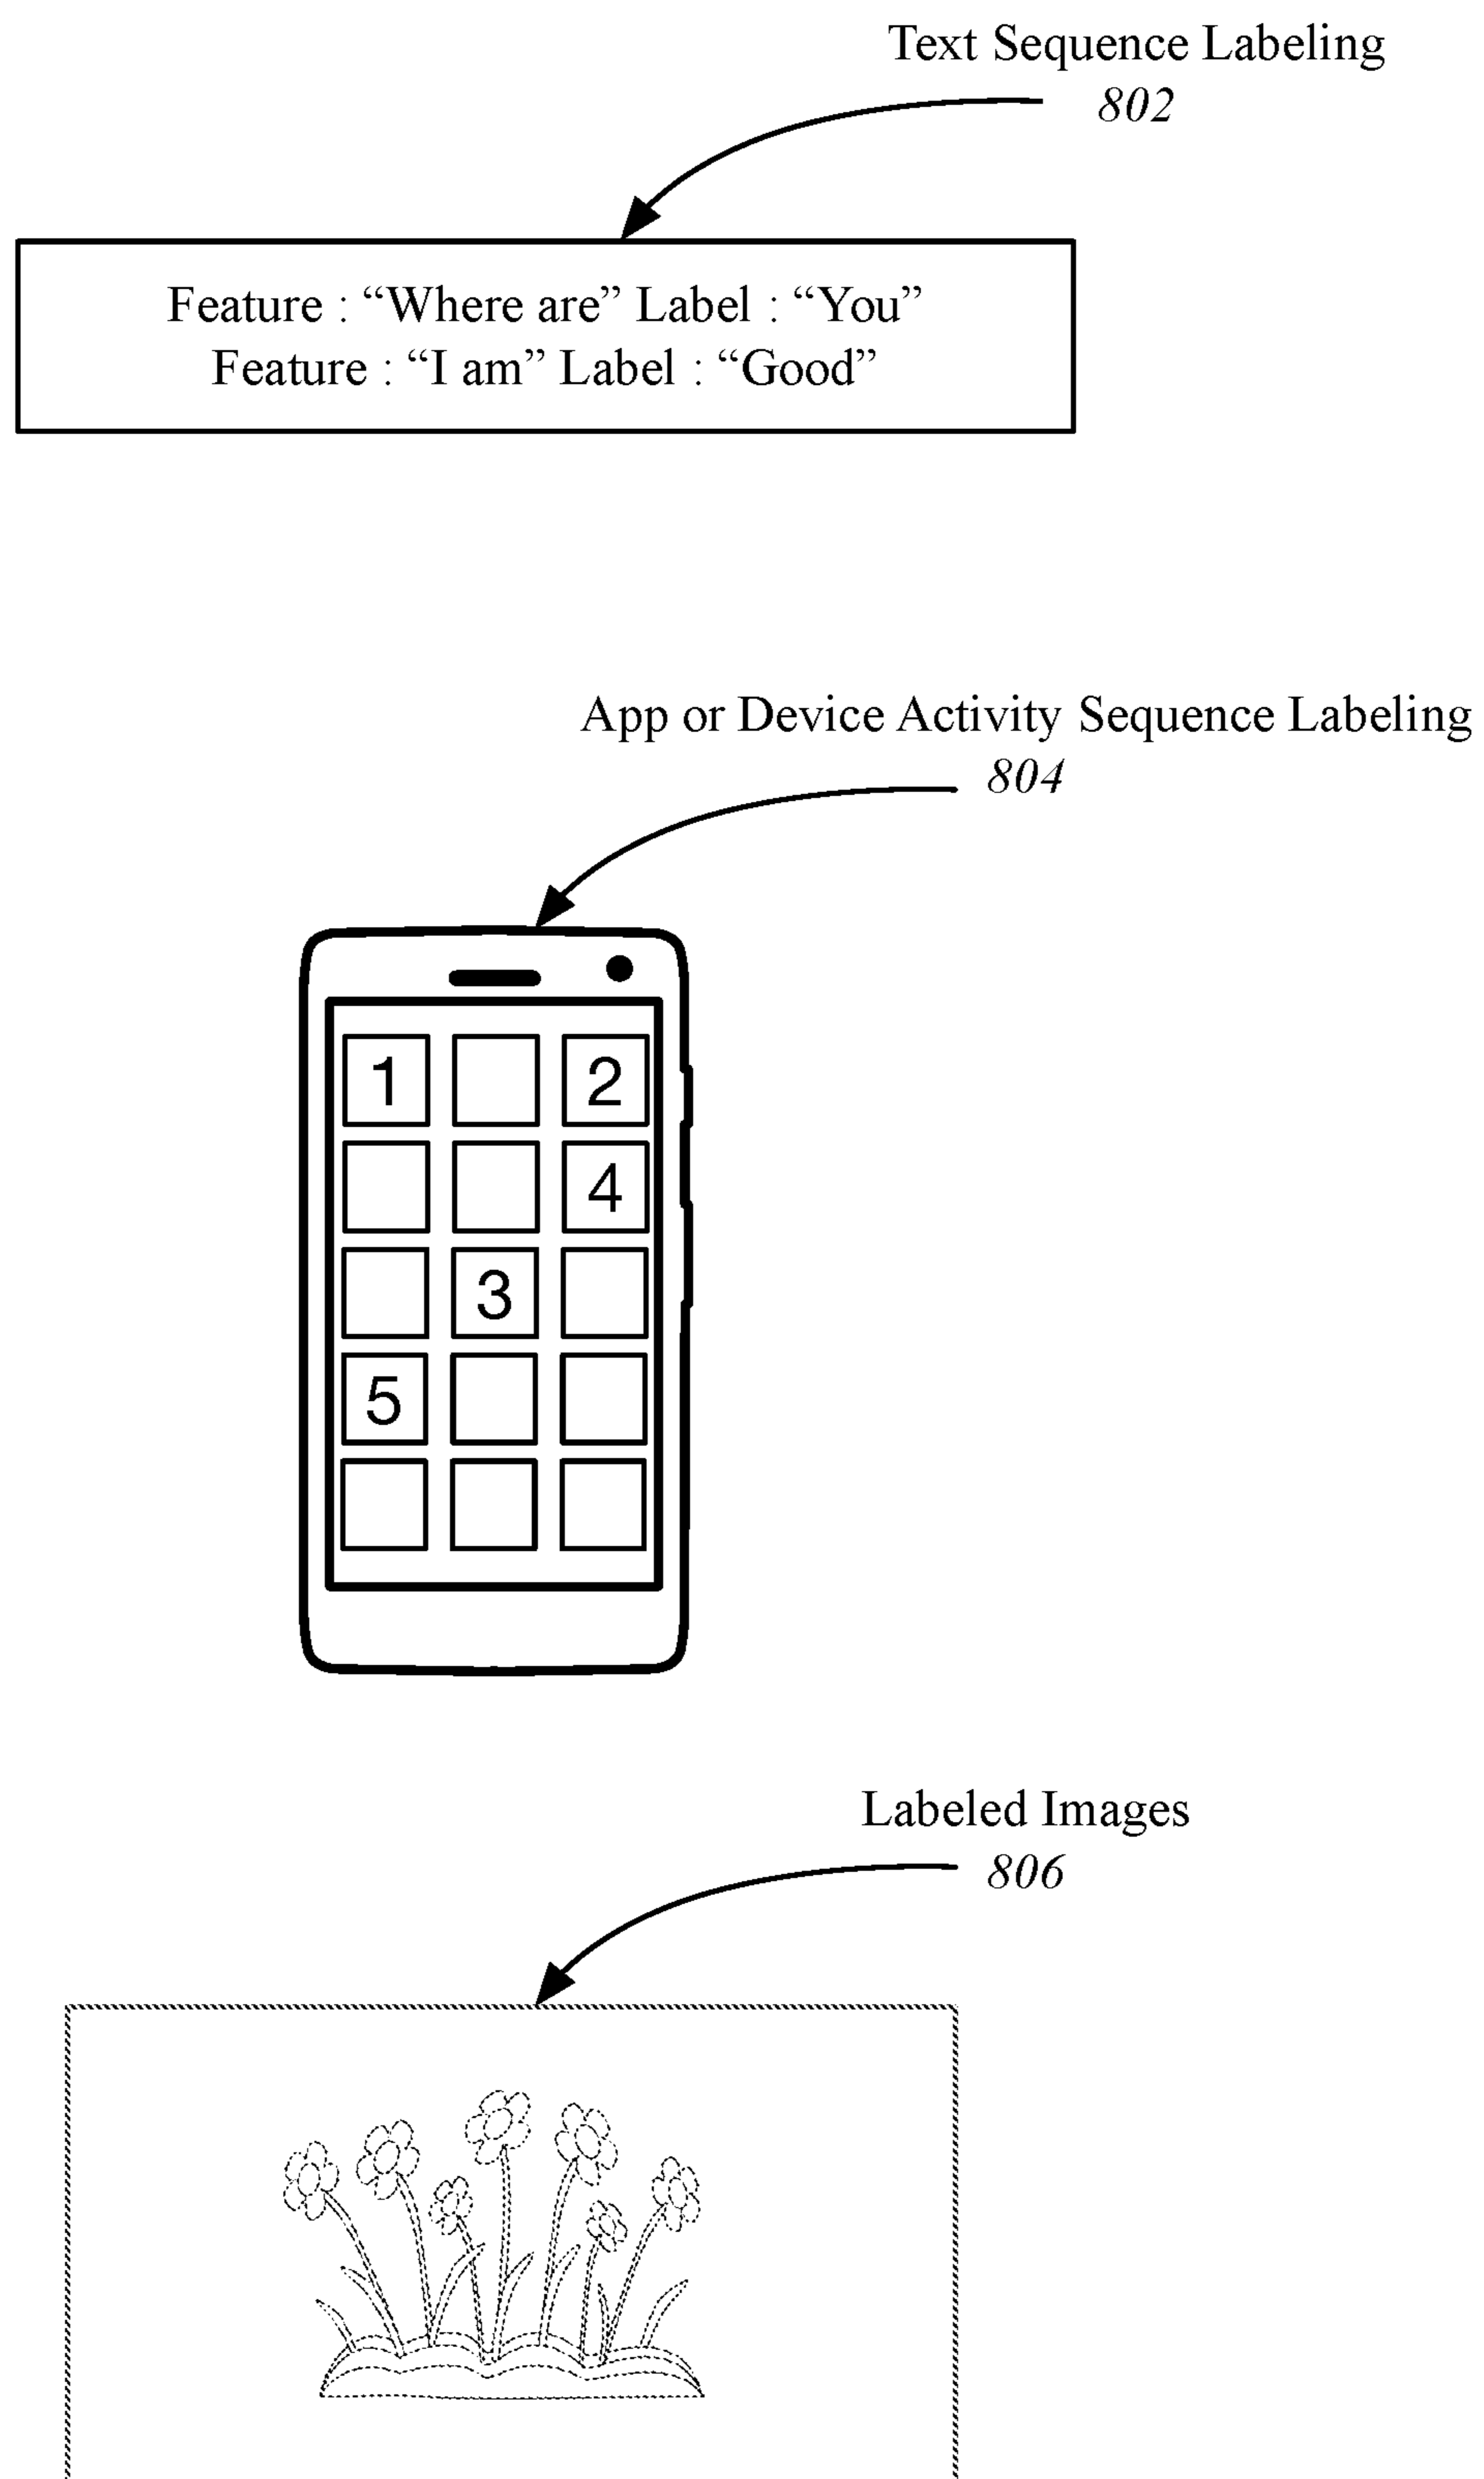 Text Sequence Labeling
802
Feature : “Where are” Label : “You”
Feature : “I am” Label : “Good”
App or Device Activity Sequence Labeling
804
1 2
4
3
5
Labeled Images
806